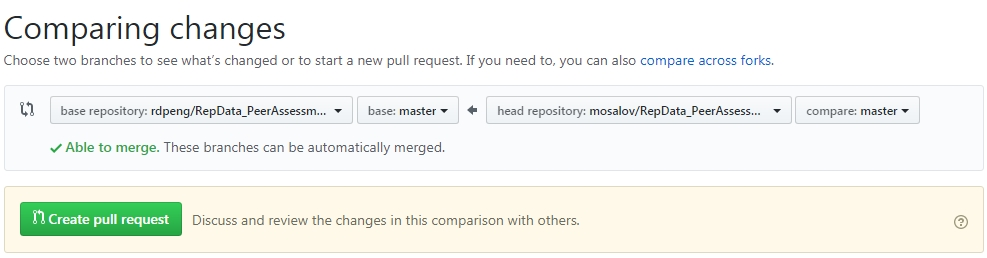 Comparing changes
Choose two branches to see what's changed or to start a new pull request. If you need to, you can also compare across forks.
base repository: rdpeng/RepData_PeerAssessm... base: master head repository: mosalov/RepData_PeerAssess... compare: master
Able to merge. These branches can be automatically merged.
Create pull request Discuss and review the changes in this comparison with others. ?